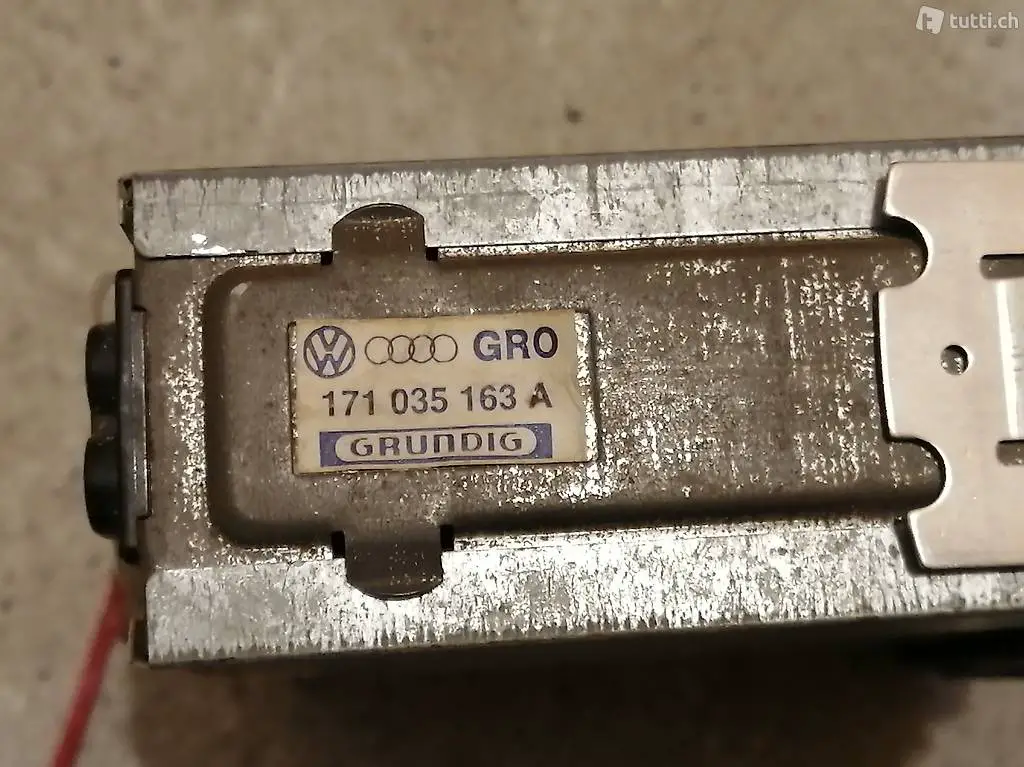 tutti.ch
GRO
171 035 163 A
GRUNDIG